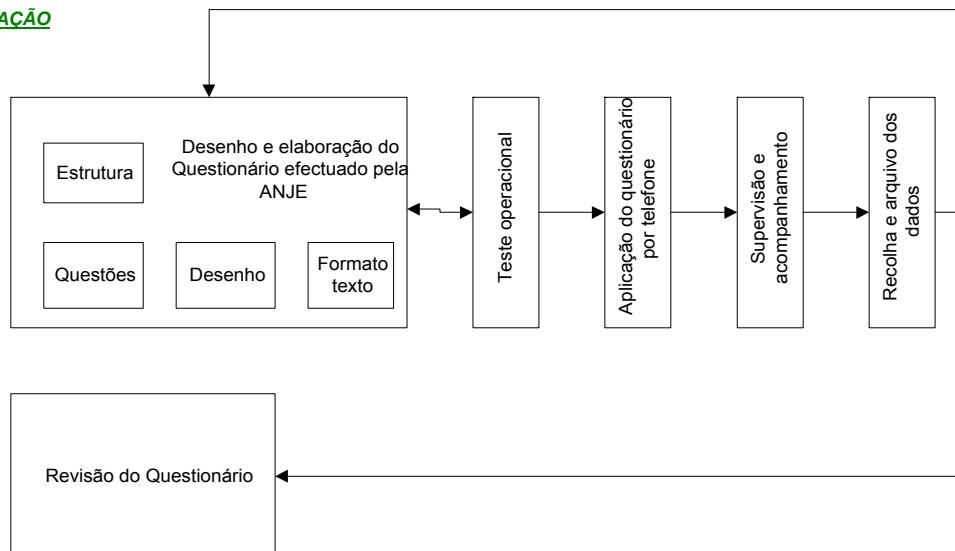 AÇÃO
Desenho e elaboração do
Questionário efectuado pela
ANJE
Estrutura
Questões
Desenho
Formato
texto
Teste operacional
Aplicação do questionário
por telefone
Supervisão e
acompanhamento
Recolha e arquivo dos
dados
Revisão do Questionário